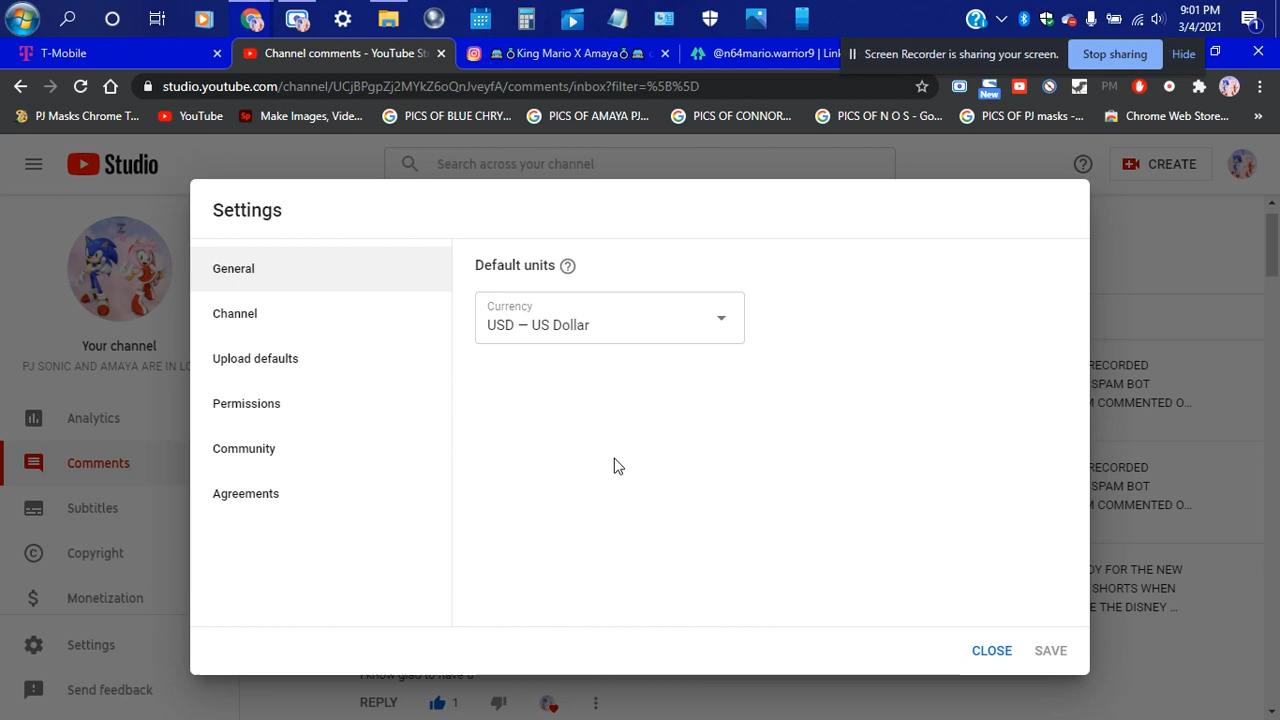 9:01 PM
3/4/2021
1
T-Mobile
Channel comments - YouTube St
King Mario X Amaya
@n64mario.warrior9 | Lin
Screen Recorder is sharing your screen.
Stop sharing
Hide
studio.youtube.com/channel/UCjBPgpZj2MYkZ6oQnJveyfA/comments/inbox?filter=%5B%5D
New
PM
PJ Masks Chrome T...
YouTube
Make Images, Vide...
PICS OF BLUE CHRY...
PICS OF AMAYA PJ...
PICS OF CONNOR...
PICS OF N O S - Go...
PICS OF PJ masks -...
Chrome Web Store...
»
Studio
Search across your channel
CREATE
Your channel
PJ SONIC AND AMAYA ARE IN LO
Analytics
Comments
Subtitles
Copyright
Monetization
Settings
Send feedback
Settings
General
Channel
Upload defaults
Permissions
Community
Agreements
Default units
Currency
USD — US Dollar
CLOSE
SAVE
RECORDED
SPAM BOT
M COMMENTED O...
RECORDED
SPAM BOT
M COMMENTED O...
DY FOR THE NEW
SHORTS WHEN
E THE DISNEY ...
REPLY
1